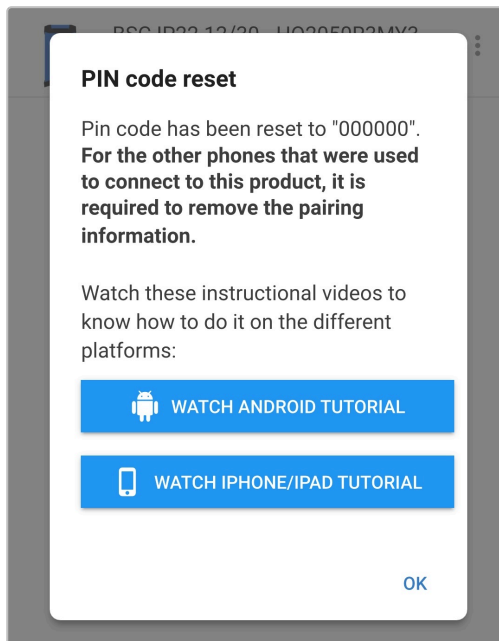 PIN code reset
Pin code has been reset to "000000".
For the other phones that were used
to connect to this product, it is
required to remove the pairing
information.
Watch these instructional videos to
know how to do it on the different
platforms:
WATCH ANDROID TUTORIAL
WATCH IPHONE/IPAD TUTORIAL
OK